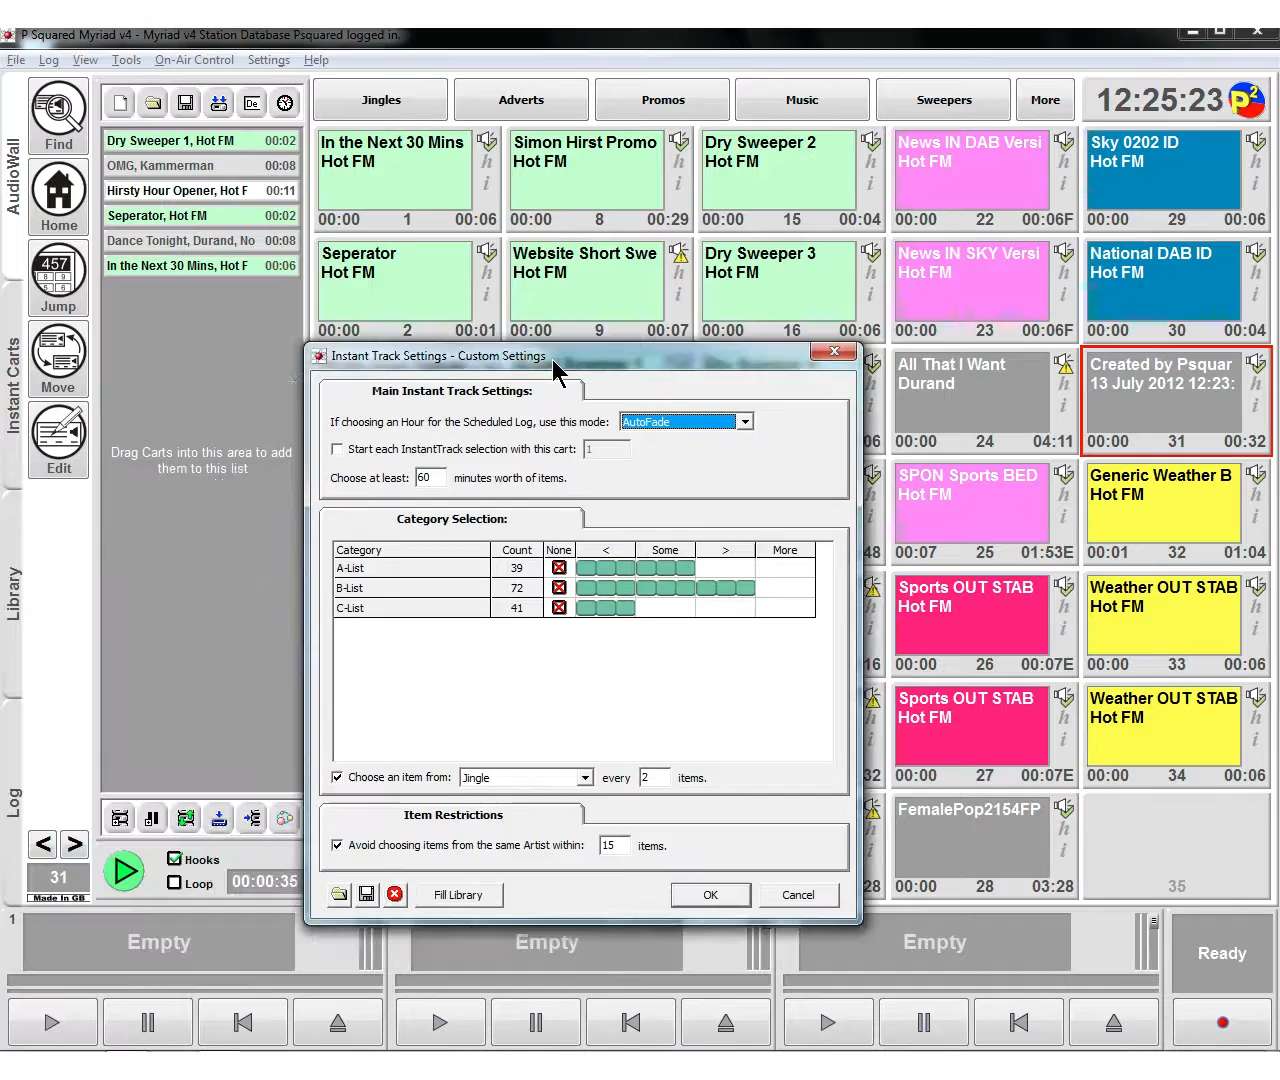 P Squared Myriad v4 - Myriad v4 Station Database Psquared logged in.
File Log View Tools On-Air Control Settings Help
AudioWall
Instant Carts
Library
Log
Find
Home
457
8 9
5 6
Jump
Move
Edit
De
Dry Sweeper 1, Hot FM 00:02
OMG, Kammerman 00:08
Hirsty Hour Opener, Hot F 00:11
Seperator, Hot FM 00:02
Dance Tonight, Durand, No 00:08
In the Next 30 Mins, Hot F 00:06
Drag Carts into this area to add
them to this list
< >
31
Made In GB
Hooks
Loop
00:00:35
Jingles Adverts Promos Music Sweepers More
12:25:23 P2
In the Next 30 Mins
Hot FM
h
i
00:00 1 00:06
Simon Hirst Promo
Hot FM
h
i
00:00 8 00:29
Dry Sweeper 2
Hot FM
h
i
00:00 15 00:04
News IN DAB Versi
Hot FM
h
i
00:00 22 00:06F
Sky 0202 ID
Hot FM
h
i
00:00 29 00:06
Seperator
Hot FM
h
i
00:00 2 00:01
Website Short Swe
Hot FM
h
i
00:00 9 00:07
Dry Sweeper 3
Hot FM
h
i
00:00 16 00:06
News IN SKY Versi
Hot FM
h
i
00:00 23 00:06F
National DAB ID
Hot FM
h
i
00:00 30 00:04
06
All That I Want
Durand
h
i
00:00 24 04:11
Created by Psquar
13 July 2012 12:23:
h
i
00:00 31 00:32
48
SPON Sports BED
Hot FM
h
i
00:07 25 01:53E
Generic Weather B
Hot FM
h
i
00:01 32 01:04
16
Sports OUT STAB
Hot FM
h
i
00:00 26 00:07E
Weather OUT STAB
Hot FM
h
i
00:00 33 00:06
32
Sports OUT STAB
Hot FM
h
i
00:00 27 00:07E
Weather OUT STAB
Hot FM
h
i
00:00 34 00:06
28
FemalePop2154FP
h
i
00:00 28 03:28
35
Instant Track Settings - Custom Settings
Main Instant Track Settings:
If choosing an Hour for the Scheduled Log, use this mode: AutoFade
Start each InstantTrack selection with this cart: 1
Choose at least: 60 minutes worth of items.
Category Selection:
Category Count None < Some > More
A-List 39
B-List 72
C-List 41
Choose an item from: Jingle every 2 items.
Item Restrictions
Avoid choosing items from the same Artist within: 15 items.
Fill Library OK Cancel
1 Empty Empty Empty
Ready